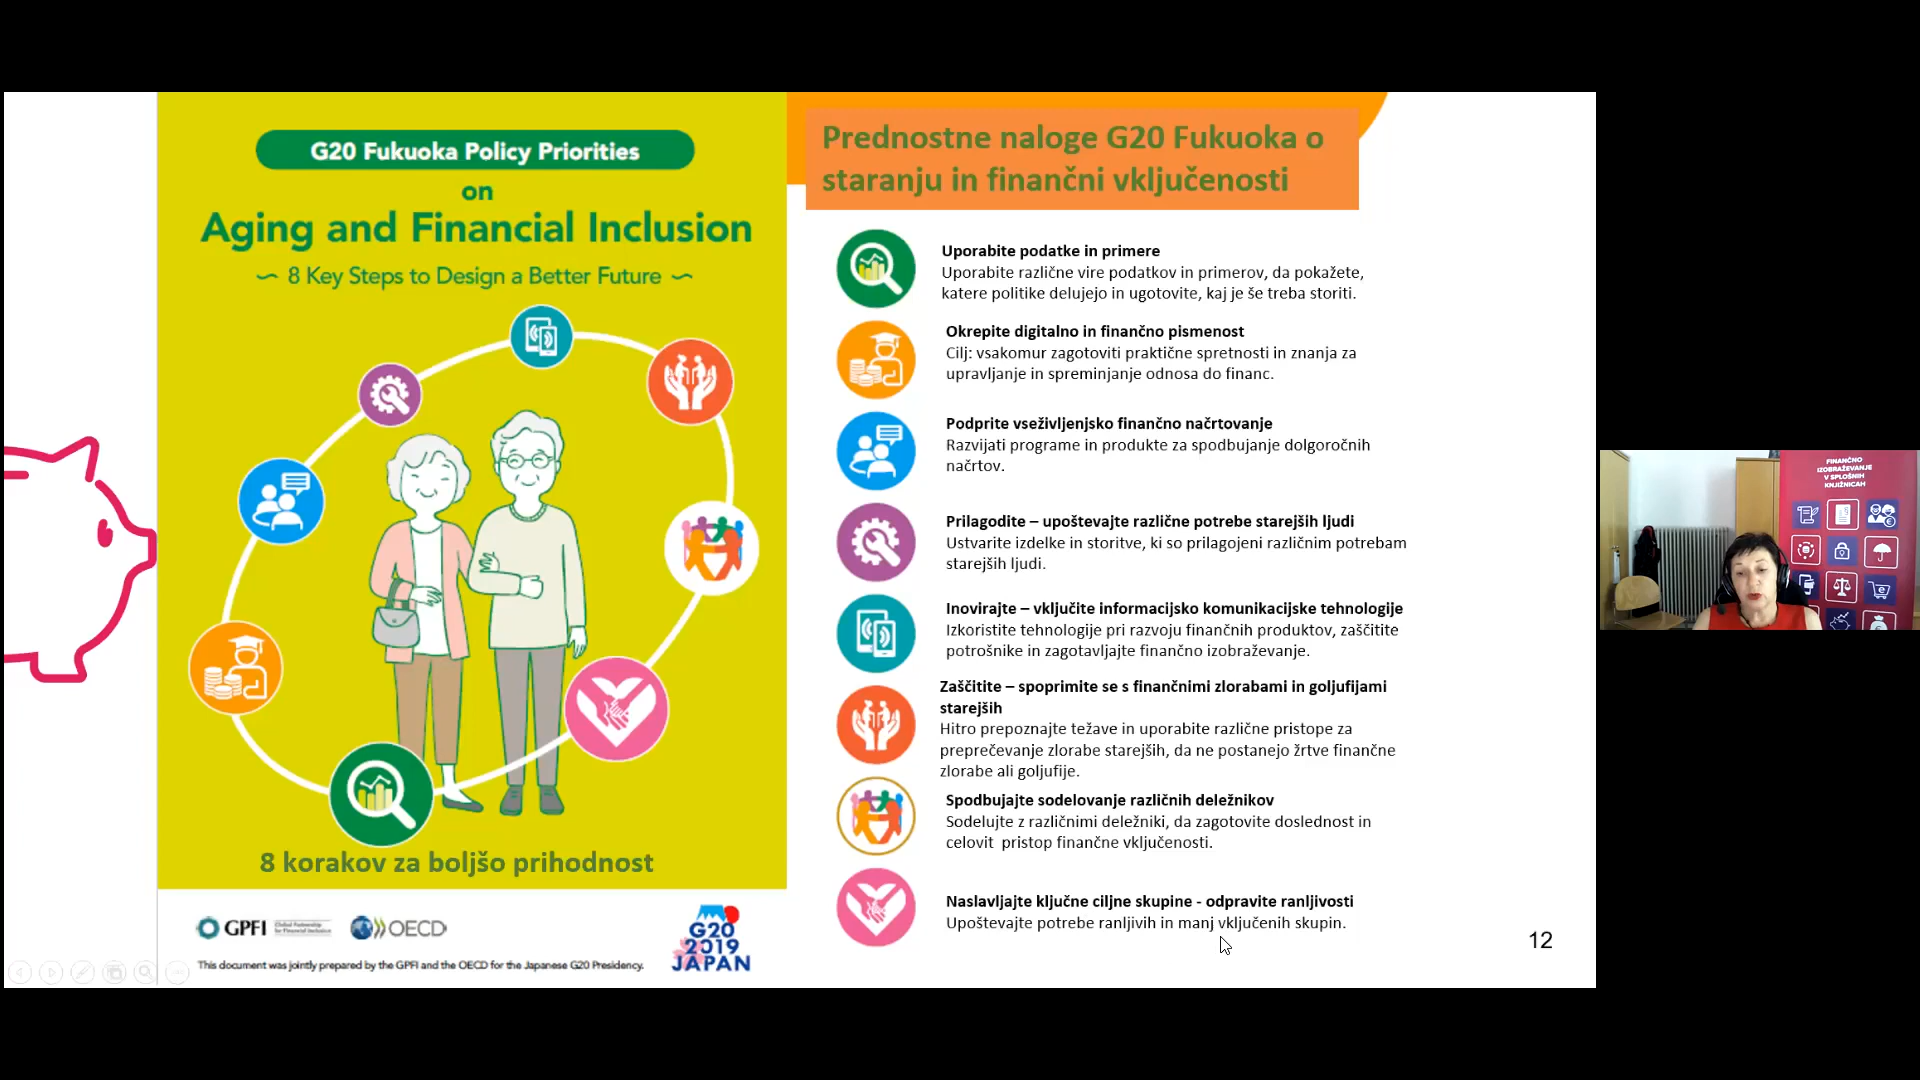 G20 Fukuoka Policy Priorities
on
Aging and Financial Inclusion
8 Key Steps to Design a Better Future
8 korakov za boljšo prihodnost
GPFI
Global Partnership
for Financial Inclusion
OECD
G20
2019
JAPAN
This document was jointly prepared by the GPFI and the OECD for the Japanese G20 Presidency.
Prednostne naloge G20 Fukuoka o
staranju in finančni vključenosti
Uporabite podatke in primere
Uporabite različne vire podatkov in primerov, da pokažete,
katere politike delujejo in ugotovite, kaj je še treba storiti.
Okrepite digitalno in finančno pismenost
Cilj: vsakomur zagotoviti praktične spretnosti in znanja za
upravljanje in spreminjanje odnosa do financ.
Podprite vseživljenjsko finančno načrtovanje
Razvijati programe in produkte za spodbujanje dolgoročnih
načrtov.
Prilagodite – upoštevajte različne potrebe starejših ljudi
Ustvarite izdelke in storitve, ki so prilagojeni različnim potrebam
starejših ljudi.
Inovirajte – vključite informacijsko komunikacijske tehnologije
Izkoristite tehnologije pri razvoju finančnih produktov, zaščitite
potrošnike in zagotavljajte finančno izobraževanje.
Zaščitite – spoprimite se s finančnimi zlorabami in goljufijami
starejših
Hitro prepoznajte težave in uporabite različne pristope za
preprečevanje zlorabe starejših, da ne postanejo žrtve finančne
zlorabe ali goljufije.
Spodbujajte sodelovanje različnih deležnikov
Sodelujte z različnimi deležniki, da zagotovite doslednost in
celovit pristop finančne vključenosti.
Naslavljajte ključne ciljne skupine - odpravite ranljivosti
Upoštevajte potrebe ranljivih in manj vključenih skupin.
12
FINANČNO
IZOBRAŽEVANJE
V SPLOŠNIH
KNJIŽNICAH